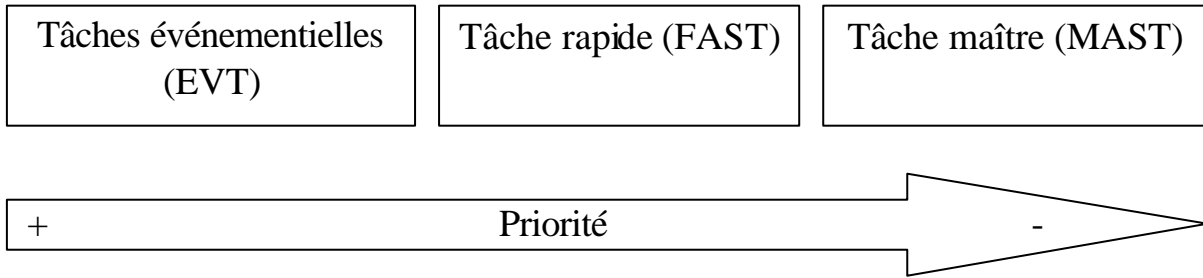 Tâches événementielles
(EVT)
Tâche rapide (FAST)
Tâche maître (MAST)
+ Priorité -